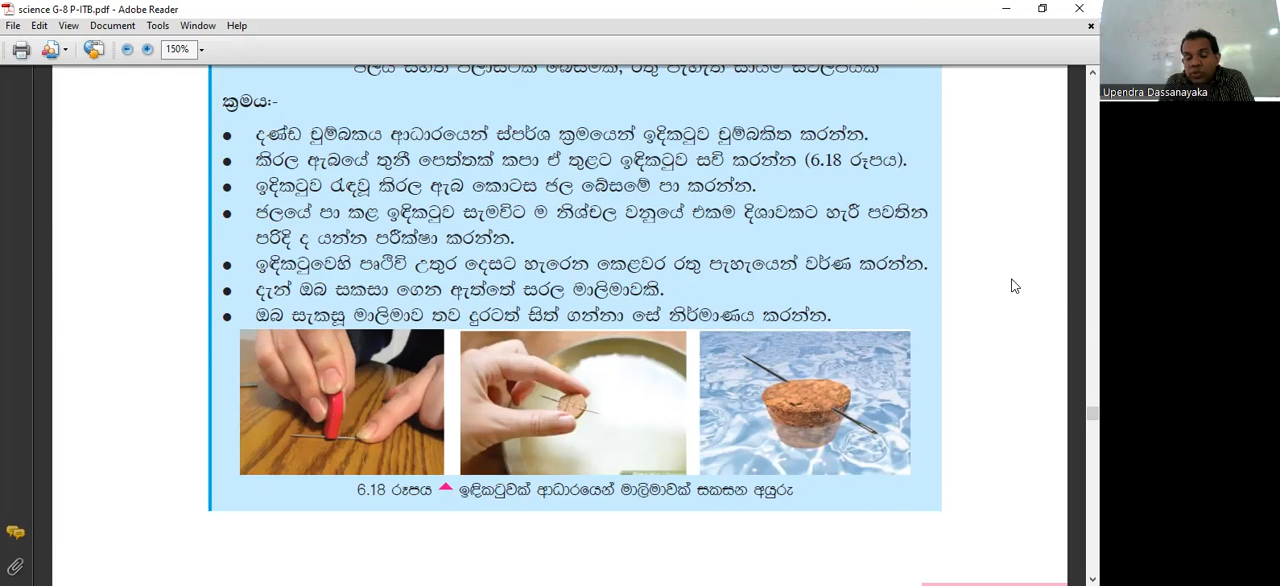 science G-8 P-ITB.pdf - Adobe Reader
File Edit View Document Tools Window Help
150%
ක්‍රමය:-
දණ්ඩ චුම්බකය ආධාරයෙන් ස්පර්ශ ක්‍රමයෙන් ඉදිකටුව චුම්බකිත කරන්න.
කිරල ඇබයේ තුනී පෙත්තක් කපා ඒ තුළට ඉඳිකටුව සවි කරන්න (6.18 රූපය).
ඉදිකටුව රැඳවූ කිරල ඇබ කොටස ජල බේසමේ පා කරන්න.
ජලයේ පා කළ ඉඳිකටුව සැමවිට ම නිශ්චල වනුයේ එකම දිශාවකට හැරී පවතින
පරිදි ද යන්න පරීක්ෂා කරන්න.
ඉඳිකටුවෙහි පෘථිවි උතුර දෙසට හැරෙන කෙළවර රතු පැහැයෙන් වර්ණ කරන්න.
දැන් ඔබ සකසා ගෙන ඇත්තේ සරල මාලිමාවකි.
ඔබ සැකසූ මාලිමාව තව දුරටත් සිත් ගන්නා සේ නිර්මාණය කරන්න.
6.18 රූපය ඉඳිකටුවක් ආධාරයෙන් මාලිමාවක් සකසන අයුරු
Upendra Dassanayaka